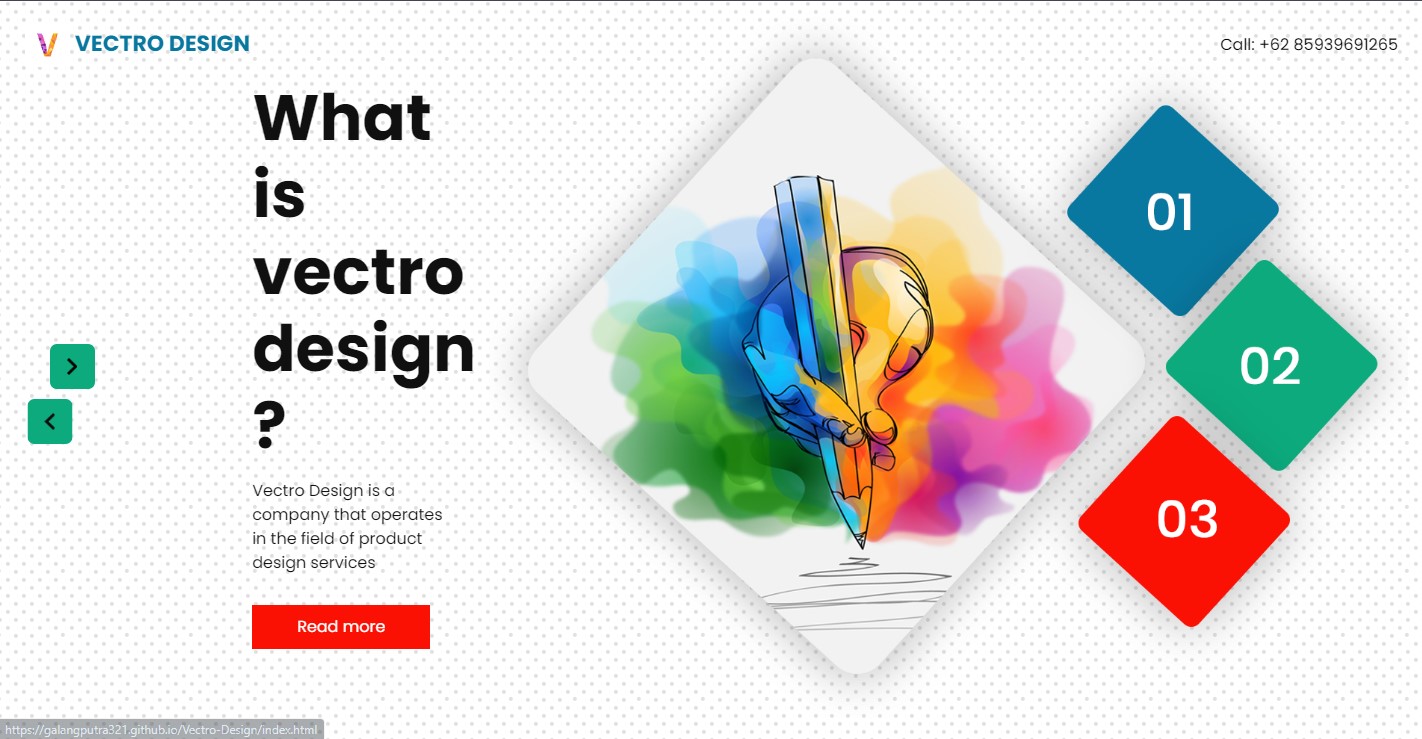 VECTRO DESIGN
Call: +62 85939691265
What
is
vectro
design
?
Vectro Design is a
company that operates
in the field of product
design services
Read more
01
02
03
https://galangputra321.github.io/Vectro-Design/index.html